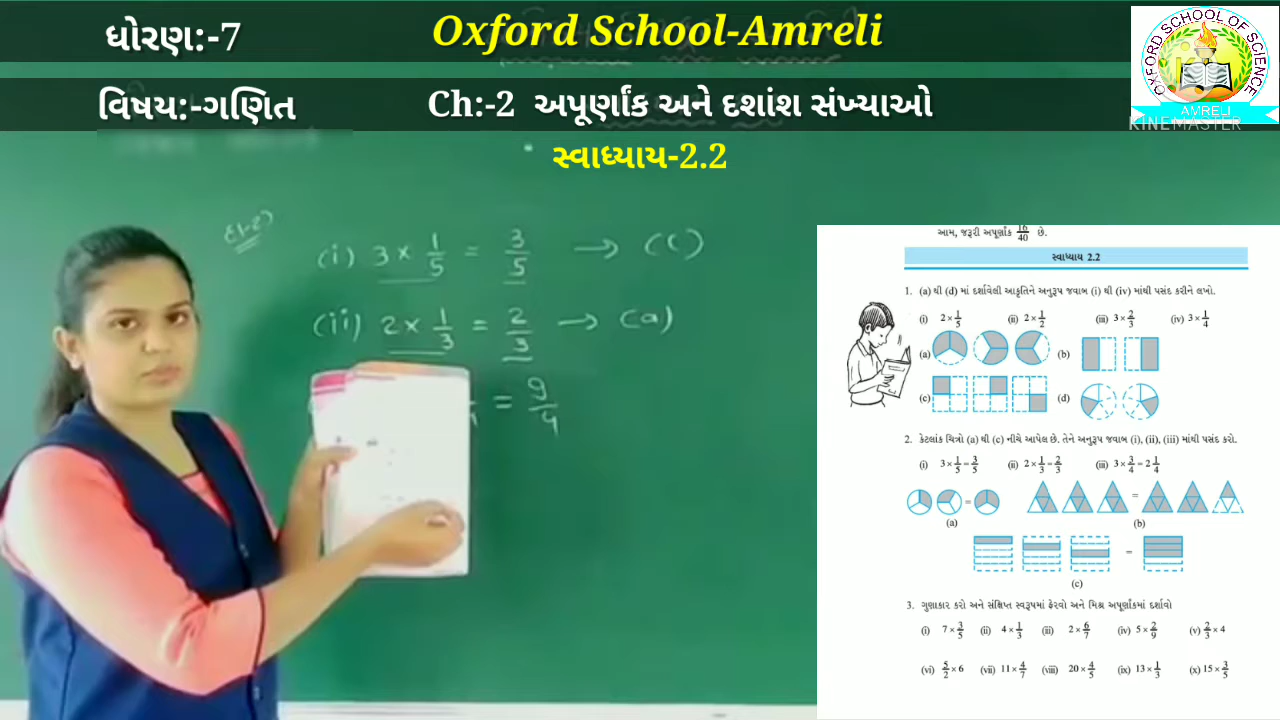 ધોરણ:-7
Oxford School-Amreli
વિષય:-ગણિત
Ch:-2 અપૂર્ણાંક અને દશાંશ સંખ્યાઓ
OXFORD SCHOOL OF SCIENCE
AMRELI
KINEMASTER
સ્વાધ્યાય-2.2
(i) 3 × 1/5 = 3/5 → (c)
(ii) 2 × 1/3 = 2/3 → (a)
= 9/4
આમ, જરૂરી અપૂર્ણાંક 16/40 છે.
સ્વાધ્યાય 2.2
1. (a) થી (d) માં દર્શાવેલી આકૃતિને અનુરૂપ જવાબ (i) થી (iv) માંથી પસંદ કરીને લખો.
(i) 2 × 1/5 (ii) 2 × 1/2 (iii) 3 × 2/3 (iv) 3 × 1/4
(a) (b)
(c) (d)
2. કેટલાંક ચિત્રો (a) થી (c) નીચે આપેલ છે. તેને અનુરૂપ જવાબ (i), (ii), (iii) માંથી પસંદ કરો.
(i) 3 × 1/5 = 3/5 (ii) 2 × 1/3 = 2/3 (iii) 3 × 3/4 = 2 1/4
= =
(a) (b)
=
(c)
3. ગુણાકાર કરો અને સંક્ષિપ્ત સ્વરૂપમાં ફેરવો અને મિશ્ર અપૂર્ણાંકમાં દર્શાવો
(i) 7 × 3/5 (ii) 4 × 1/3 (iii) 2 × 6/7 (iv) 5 × 2/9 (v) 2/3 × 4
(vi) 5/2 × 6 (vii) 11 × 4/7 (viii) 20 × 4/5 (ix) 13 × 1/3 (x) 15 × 3/5